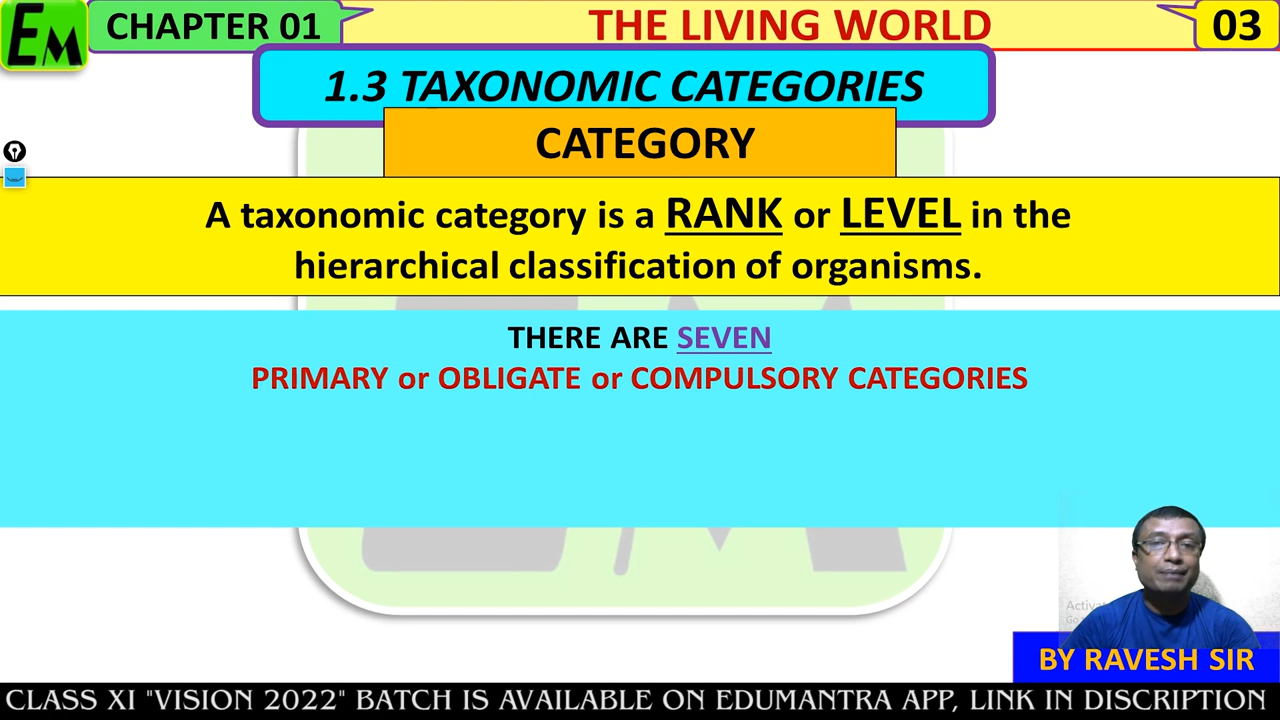 EM
CHAPTER 01
THE LIVING WORLD
03
1.3 TAXONOMIC CATEGORIES
CATEGORY
A taxonomic category is a RANK or LEVEL in the
hierarchical classification of organisms.
THERE ARE SEVEN
PRIMARY or OBLIGATE or COMPULSORY CATEGORIES
BY RAVESH SIR
CLASS XI "VISION 2022" BATCH IS AVAILABLE ON EDUMANTRA APP, LINK IN DISCRIPTION